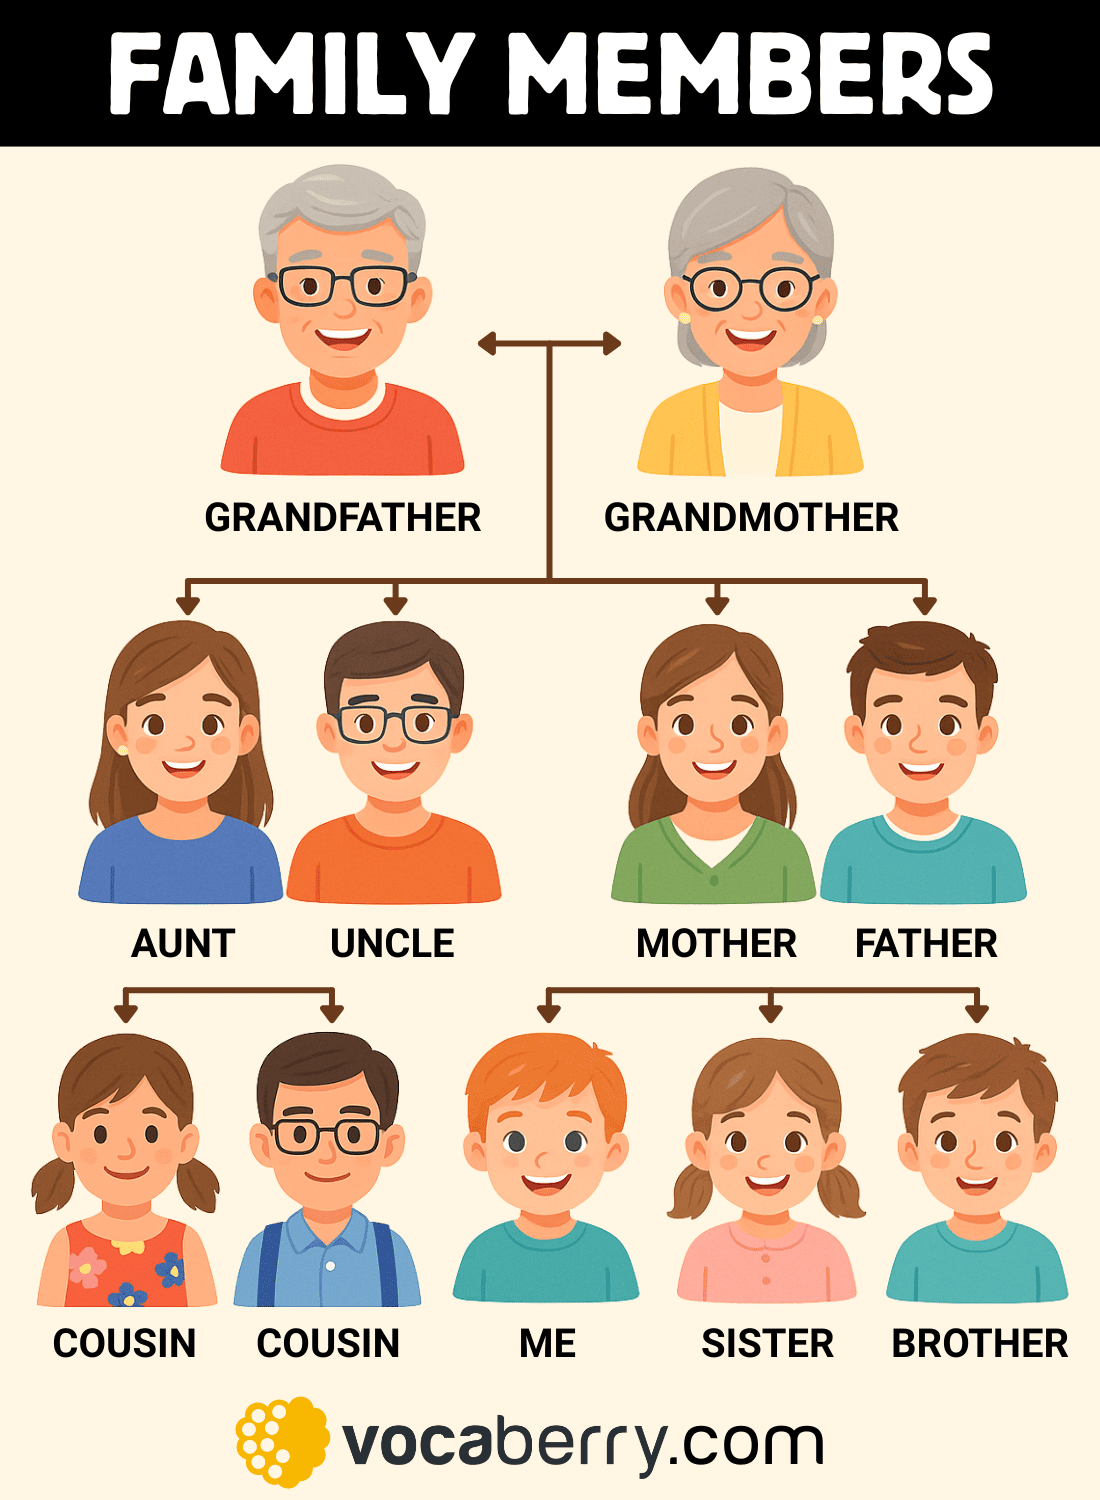 FAMILY MEMBERS
GRANDFATHER GRANDMOTHER
AUNT UNCLE MOTHER FATHER
COUSIN COUSIN ME SISTER BROTHER
vocaberry.com